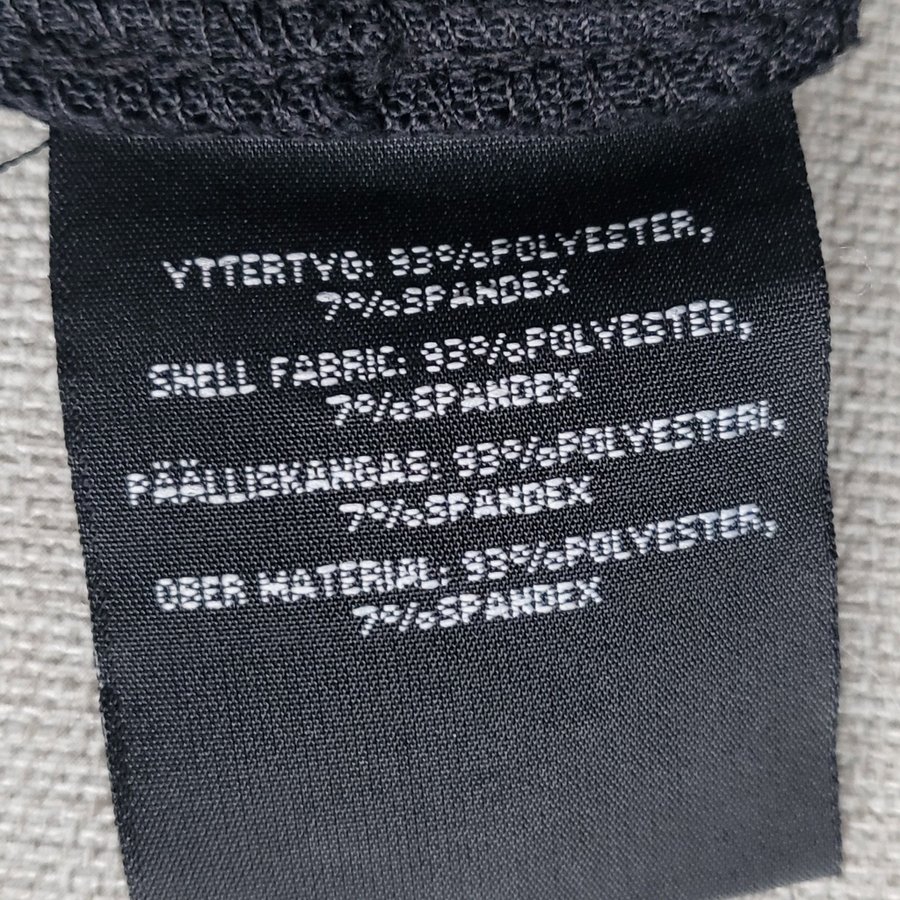 YTTERTYG: 93%POLYESTER,
7%SPANDEX
SHELL FABRIC: 93%POLYESTER,
7%SPANDEX
PÄÄLLISKANGAS: 93%POLYESTERI,
7%SPANDEX
OBER MATERIAL: 93%POLYESTER,
7%SPANDEX